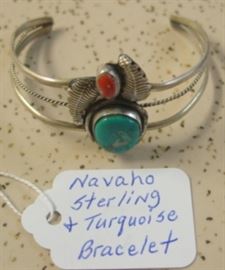 Navaho
Sterling
+ Turquoise
Bracelet